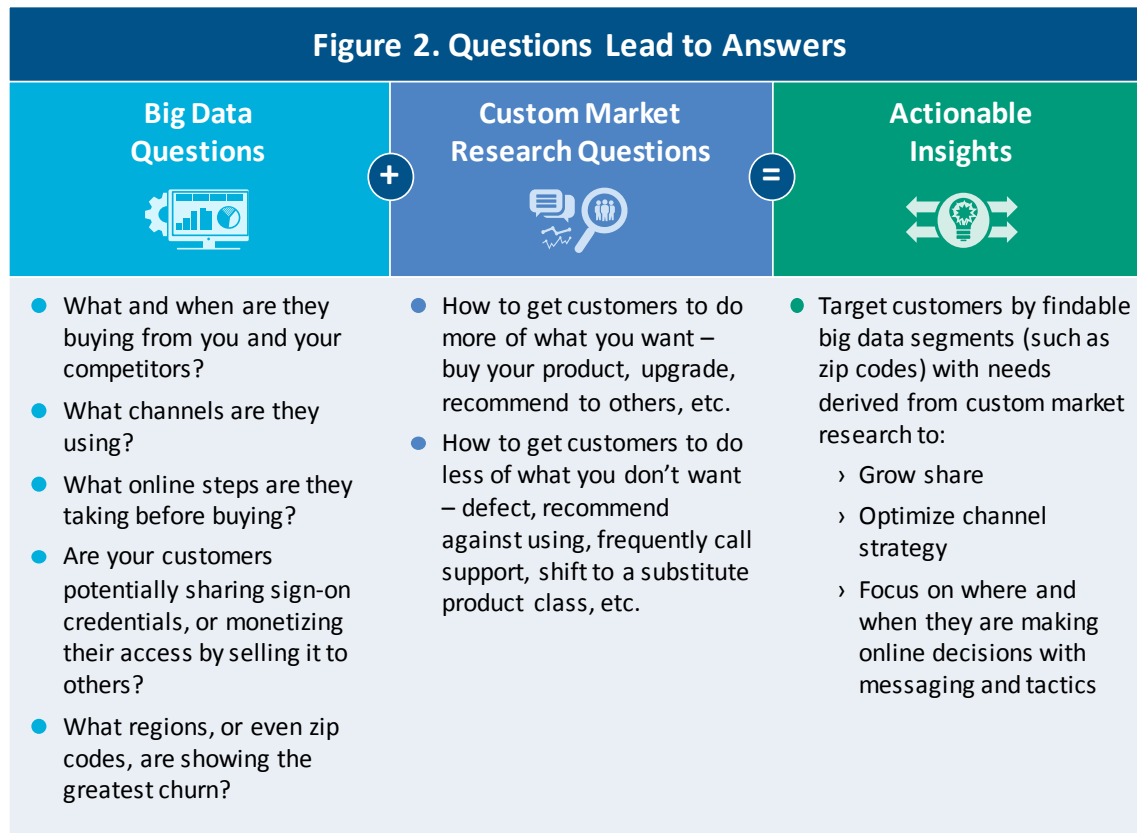 Figure 2. Questions Lead to Answers
Big Data
Questions
+
Custom Market
Research Questions
=
Actionable
Insights
● What and when are they
buying from you and your
competitors?
● What channels are they
using?
● What online steps are they
taking before buying?
● Are your customers
potentially sharing sign-on
credentials, or monetizing
their access by selling it to
others?
● What regions, or even zip
codes, are showing the
greatest churn?
● How to get customers to do
more of what you want –
buy your product, upgrade,
recommend to others, etc.
● How to get customers to do
less of what you don’t want
– defect, recommend
against using, frequently call
support, shift to a substitute
product class, etc.
● Target customers by findable
big data segments (such as
zip codes) with needs
derived from custom market
research to:
› Grow share
› Optimize channel
strategy
› Focus on where and
when they are making
online decisions with
messaging and tactics